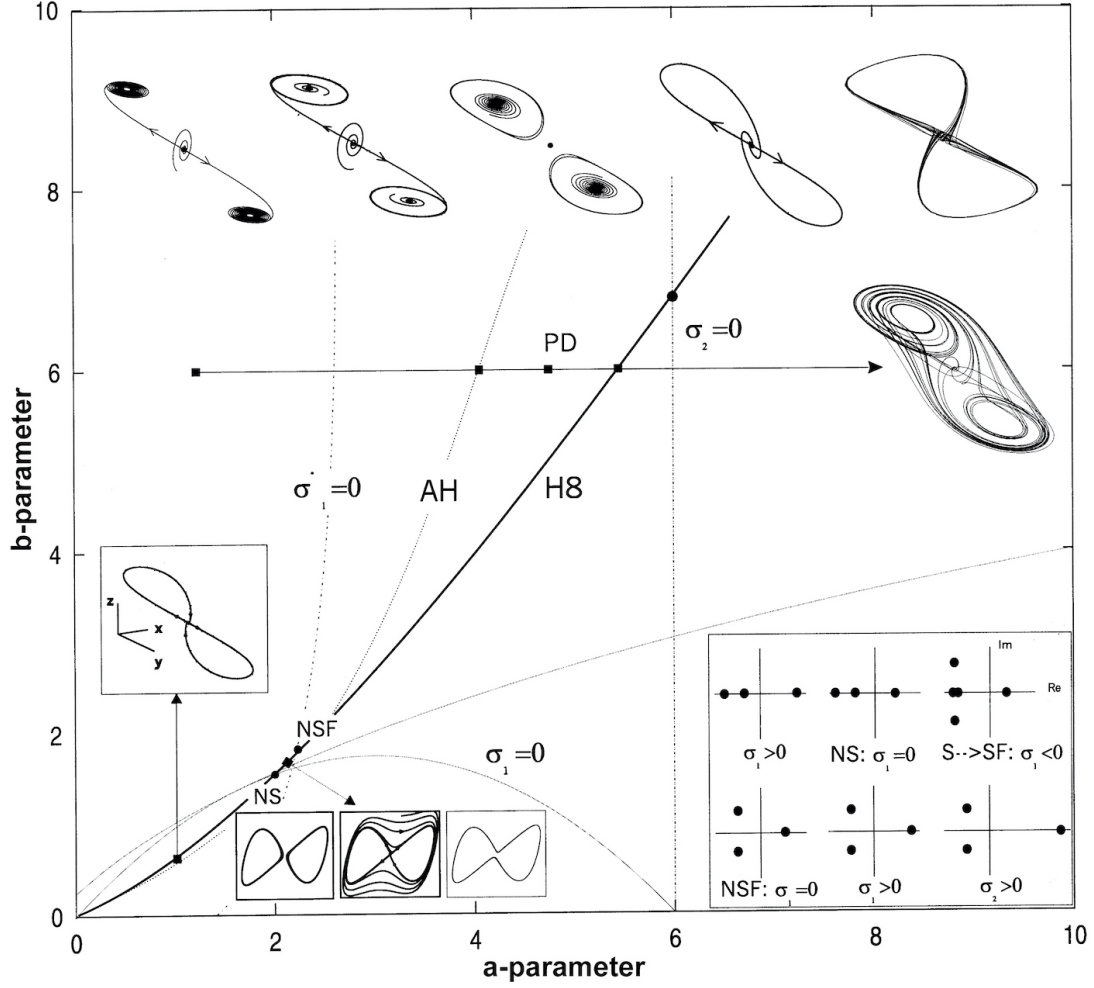 10
8
6
4
2
0
b-parameter
σ₂=0
PD
σ*₁=0
AH
H8
z
x
y
NSF
NS
σ₁=0
Im
Re
σ₁>0
NS: σ₁=0
S-->SF: σ₁<0
NSF: σ=0
σ₁>0
σ₂>0
0
2
4
6
8
10
a-parameter